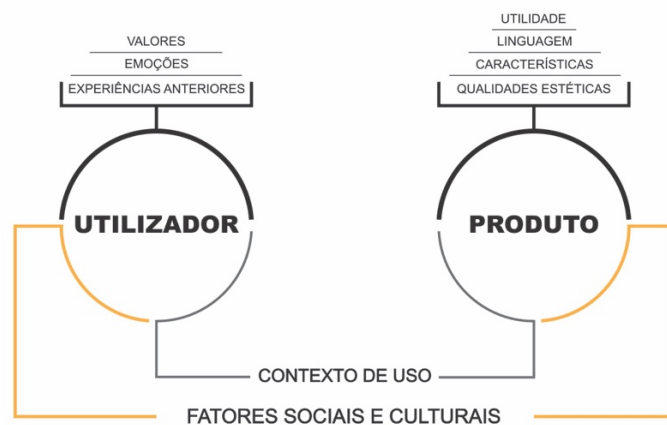 VALORES
EMOÇÕES
EXPERIÊNCIAS ANTERIORES
UTILIZADOR
UTILIDADE
LINGUAGEM
CARACTERÍSTICAS
QUALIDADES ESTÉTICAS
PRODUTO
CONTEXTO DE USO
FATORES SOCIAIS E CULTURAIS